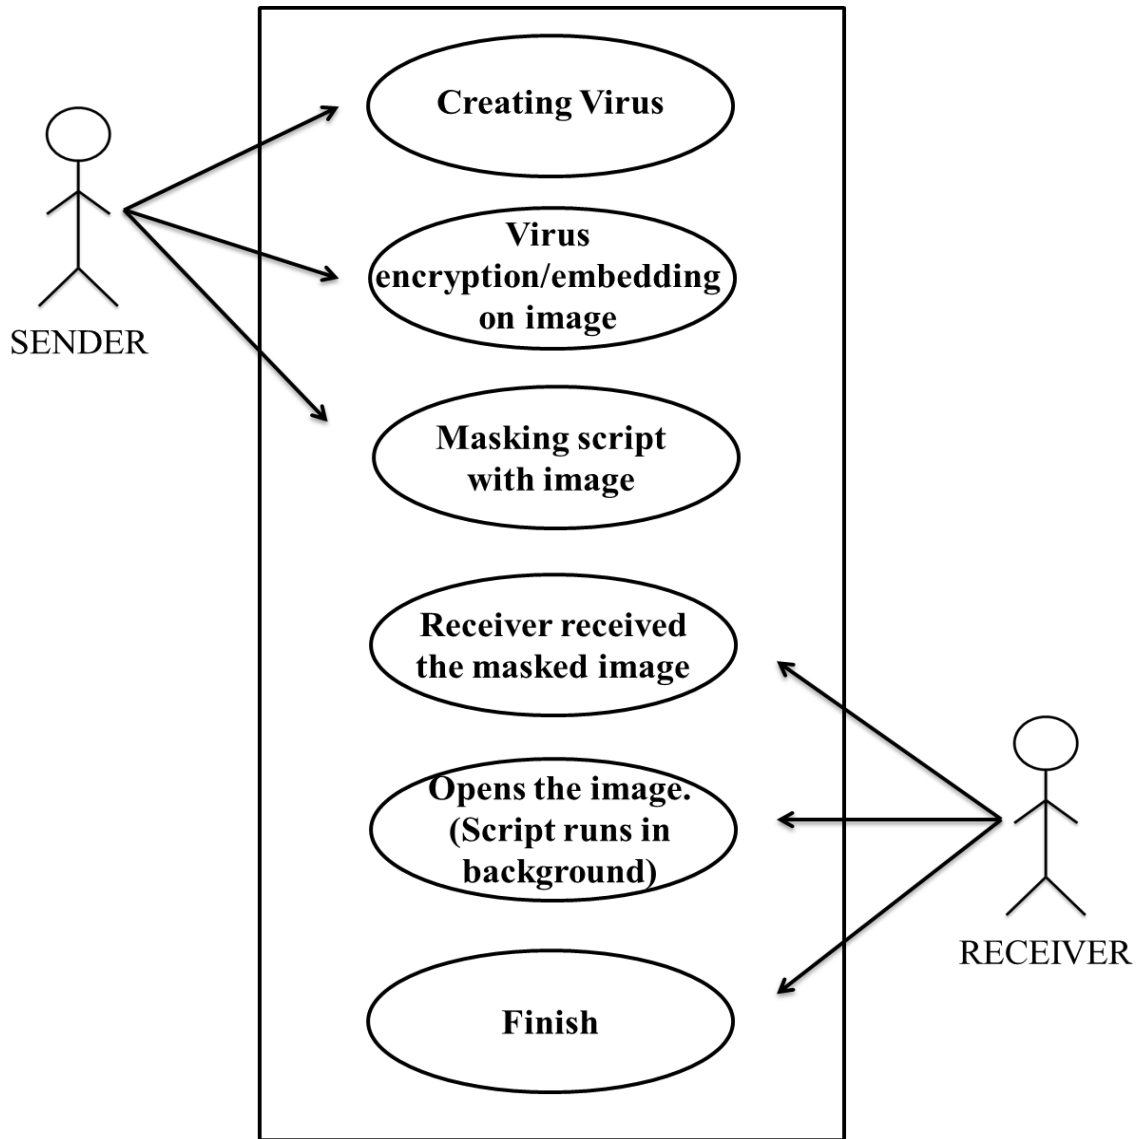 Creating Virus
Virus
encryption/embedding
on image
SENDER
Masking script
with image
Receiver received
the masked image
Opens the image.
(Script runs in
background)
RECEIVER
Finish